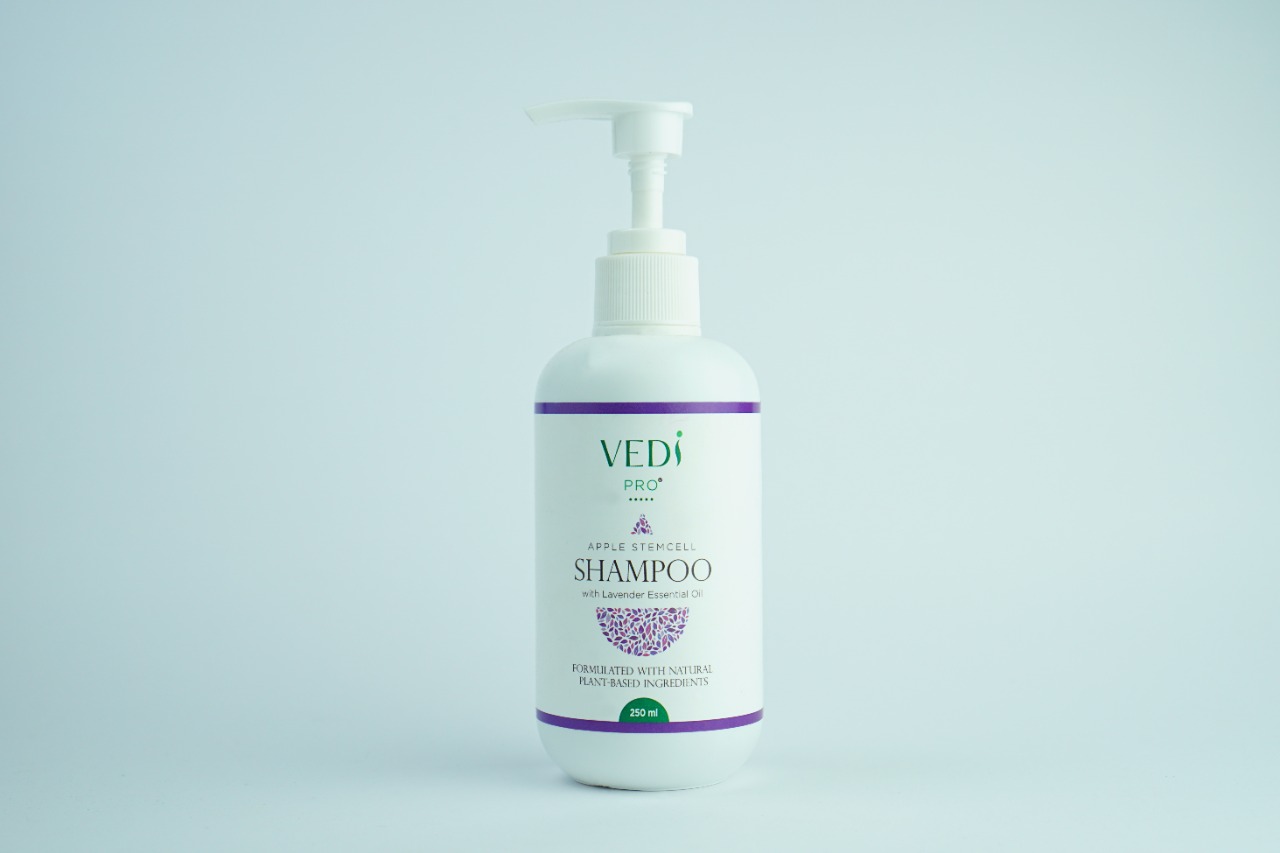 VEDi
PRO®
APPLE STEMCELL
SHAMPOO
with Lavender Essential Oil
FORMULATED WITH NATURAL
PLANT-BASED INGREDIENTS
250 ml